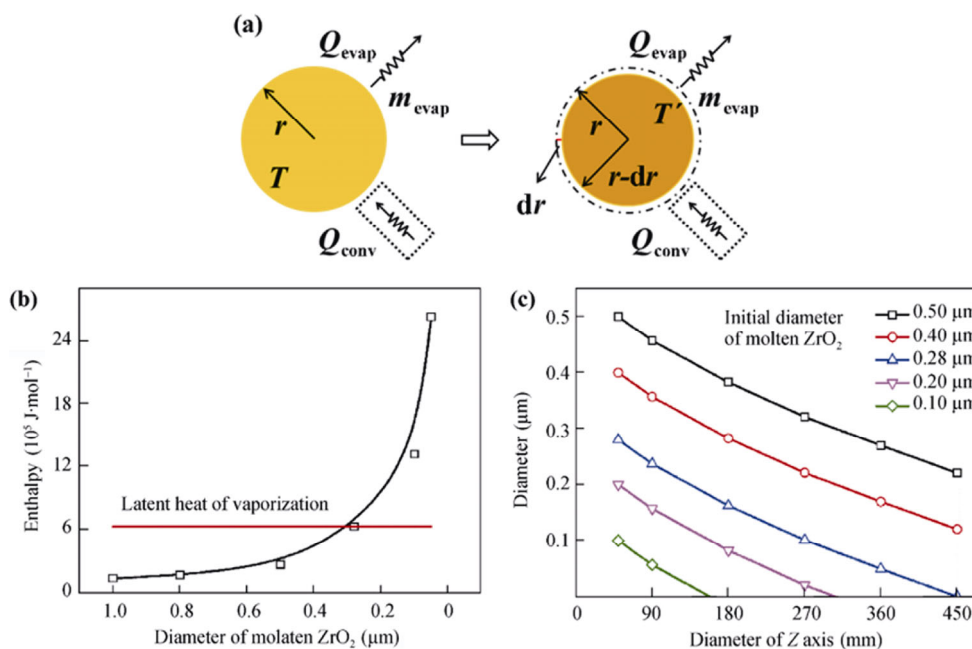 (a)
Q_evap Q_evap
m_evap m_evap
r r T′
T r-dr
dr
Q_conv Q_conv
(b)
24
18
12
6
0
Enthalpy (10⁵ J·mol⁻¹)
Latent heat of vaporization
1.0 0.8 0.6 0.4 0.2 0
Diameter of molaten ZrO₂ (μm)
(c)
0.5
0.4
0.3
0.2
0.1
Diameter (μm)
Initial diameter
of molten ZrO₂
0.50 μm
0.40 μm
0.28 μm
0.20 μm
0.10 μm
0 90 180 270 360 450
Diameter of Z axis (mm)